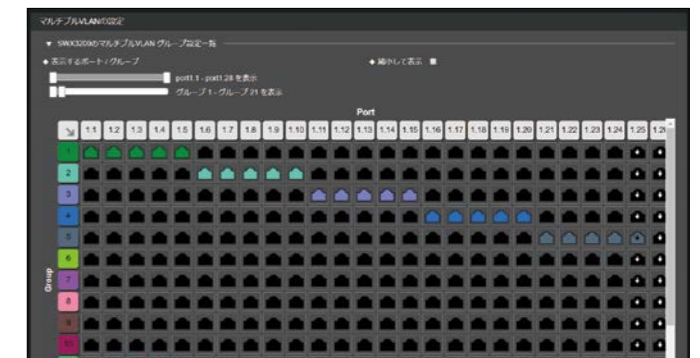 マルチプルVLANの設定
▼ SWX3200のマルチプルVLAN グループ設定一覧
◆ 表示するポート / グループ
◆ 縮小して表示
port1.1 - port1.28 を表示
グループ 1 - グループ 21 を表示
Port
1.1 1.2 1.3 1.4 1.5 1.6 1.7 1.8 1.9 1.10 1.11 1.12 1.13 1.14 1.15 1.16 1.17 1.18 1.19 1.20 1.21 1.22 1.23 1.24 1.25
Group
1
2
3
4
5
6
7
8
9
10